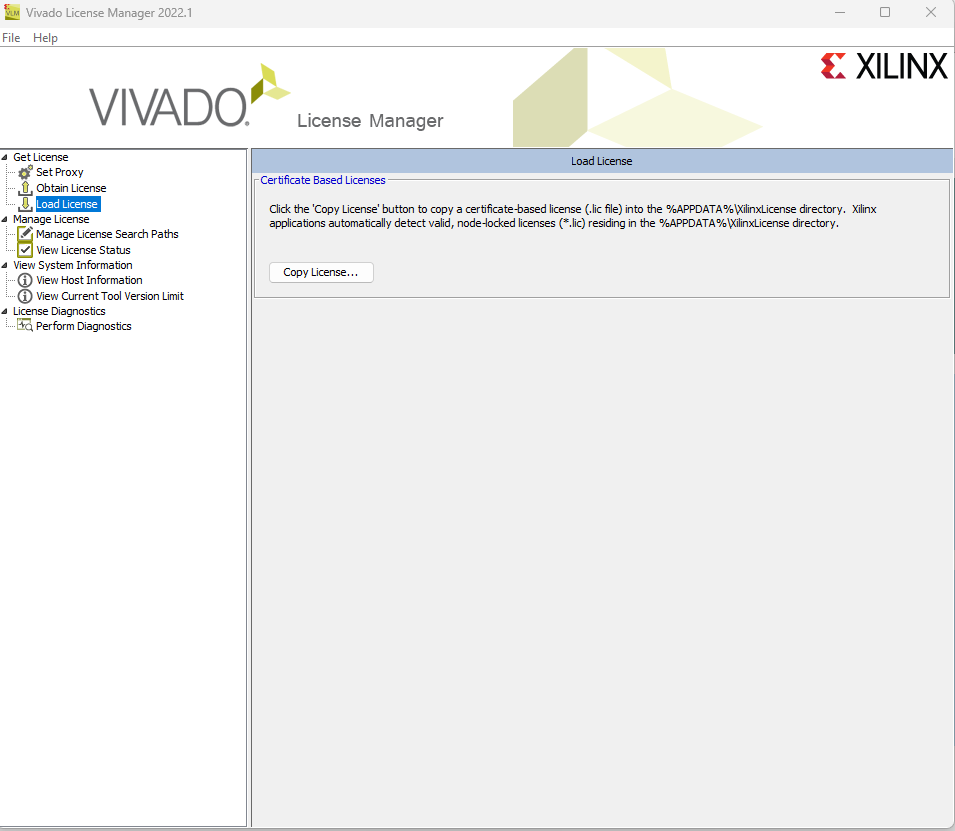 VLM Vivado License Manager 2022.1
File Help
VIVADO. License Manager
XILINX
Get License
Set Proxy
Obtain License
Load License
Manage License
Manage License Search Paths
View License Status
View System Information
View Host Information
View Current Tool Version Limit
License Diagnostics
Perform Diagnostics
Load License
Certificate Based Licenses
Click the 'Copy License' button to copy a certificate-based license (.lic file) into the %APPDATA%\XilinxLicense directory. Xilinx
applications automatically detect valid, node-locked licenses (*.lic) residing in the %APPDATA%\XilinxLicense directory.
Copy License...